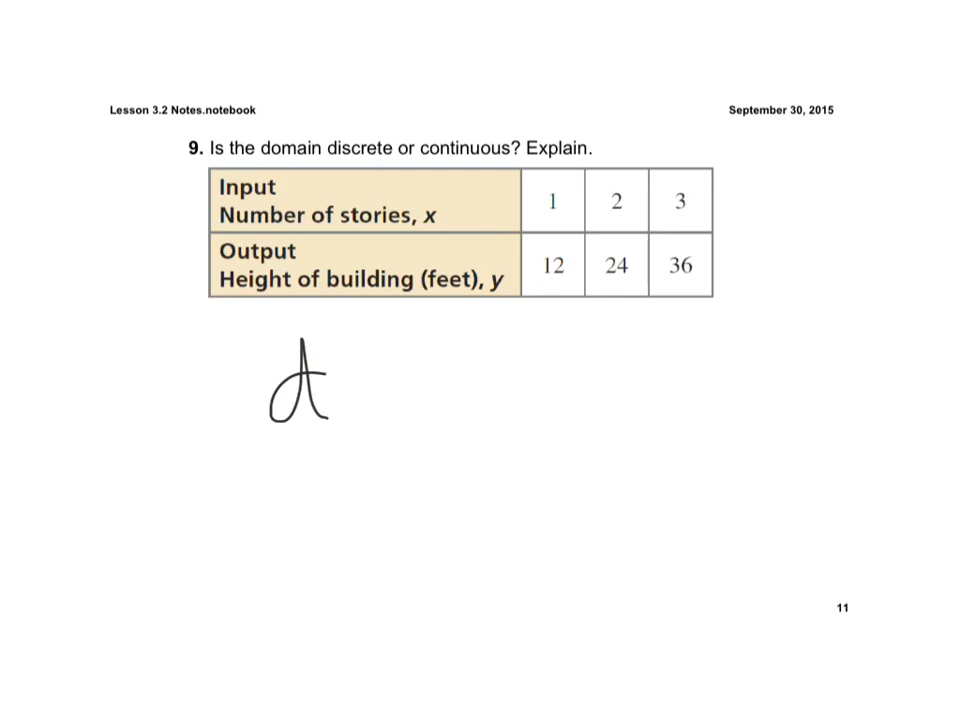 Lesson 3.2 Notes.notebook September 30, 2015
9. Is the domain discrete or continuous? Explain.
Input
Number of stories, x 1 2 3
Output
Height of building (feet), y 12 24 36
11